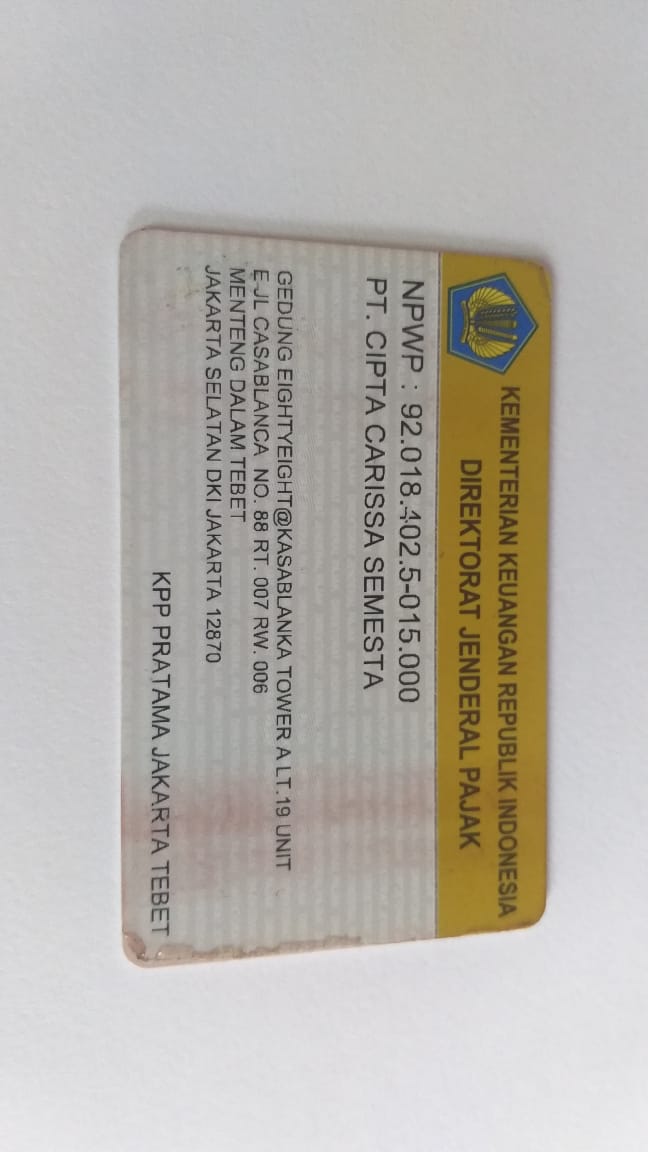 KEMENTERIAN KEUANGAN REPUBLIK INDONESIA
DIREKTORAT JENDERAL PAJAK
NPWP : 92.018.402.5-015.000
PT. CIPTA CARISSA SEMESTA
GEDUNG EIGHTYEIGHT@KASABLANKA TOWER A LT.19 UNIT
E JL CASABLANCA NO. 88 RT. 007 RW. 006
MENTENG DALAM TEBET
JAKARTA SELATAN DKI JAKARTA 12870
KPP PRATAMA JAKARTA TEBET